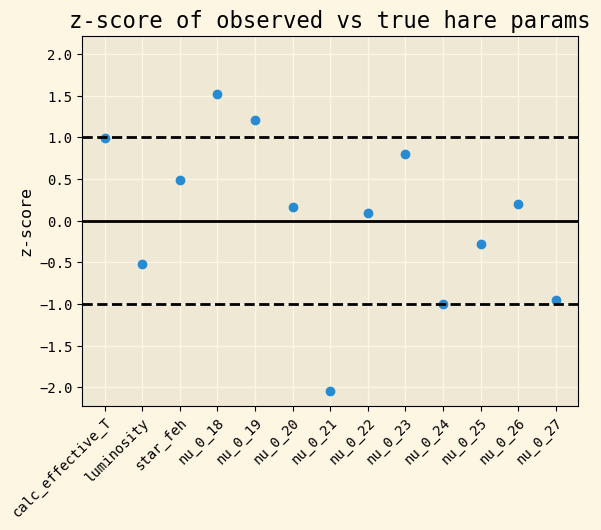 z-score of observed vs true hare params
z-score
2.0
1.5
1.0
0.5
0.0
−0.5
−1.0
−1.5
−2.0
calc_effective_T
luminosity
star_feh
nu_0_18
nu_0_19
nu_0_20
nu_0_21
nu_0_22
nu_0_23
nu_0_24
nu_0_25
nu_0_26
nu_0_27